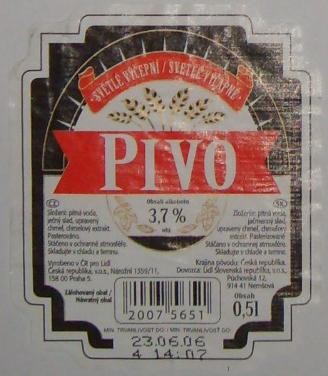 SVETLÉ VÝČEPNÍ / SVETLÉ VÝČAPNÉ
PIVO
Obsah alkoholu
3,7 %
obj.
CZ
Složení: pitná voda,
ječný slad, upravený
chmel, chmelový extrakt.
Pasterováno.
Stáčeno v ochranné atmosféře.
Skladujte v chladu a temnu.
Vyrobeno v ČR pro Lidl
Česká republika, v.o.s., Národní 1359/11,
158 00 Praha 5.
Zálohovaný obal /
Návratný obal
SK
Zloženie: pitná voda,
jačmenný slad,
upravený chmel, chmelový
extrakt. Pasterizované.
Stáčané v ochrannej atmosfére.
Skladujte v chlade a temne.
Krajina pôvodu: Česká republika.
Dovozca: Lidl Slovenská republika, v.o.s.,
Púchovská 12,
914 41 Nemšová
Obsah
0,5l
2007 5651
MIN. TRVANLIVOST DO: / MIN. TRVANLIVOSŤ DO:
23.06.06
4 14:07